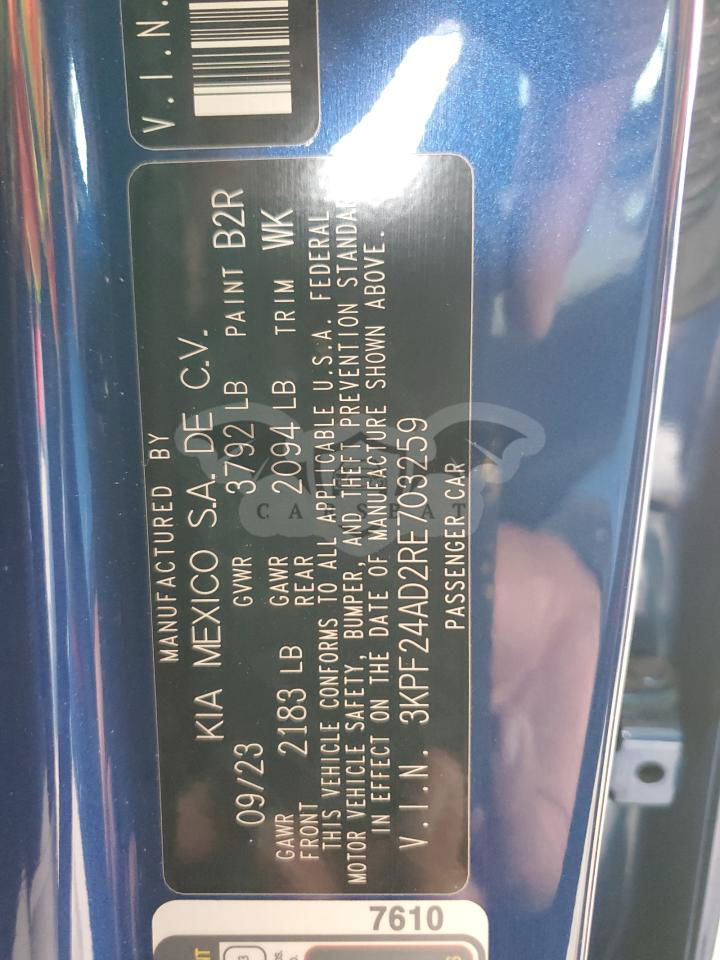 V.I.N.
MANUFACTURED BY
KIA MEXICO S.A. DE C.V.
09/23 GVWR 3792 LB PAINT B2R
GAWR FRONT 2183 LB GAWR REAR 2094 LB TRIM WK
THIS VEHICLE CONFORMS TO ALL APPLICABLE U.S.A. FEDERAL
MOTOR VEHICLE SAFETY, BUMPER, AND THEFT PREVENTION
IN EFFECT ON THE DATE OF MANUFACTURE SHOWN ABOVE.
V.I.N. 3KPF24AD2RE703259
PASSENGER CAR
7610